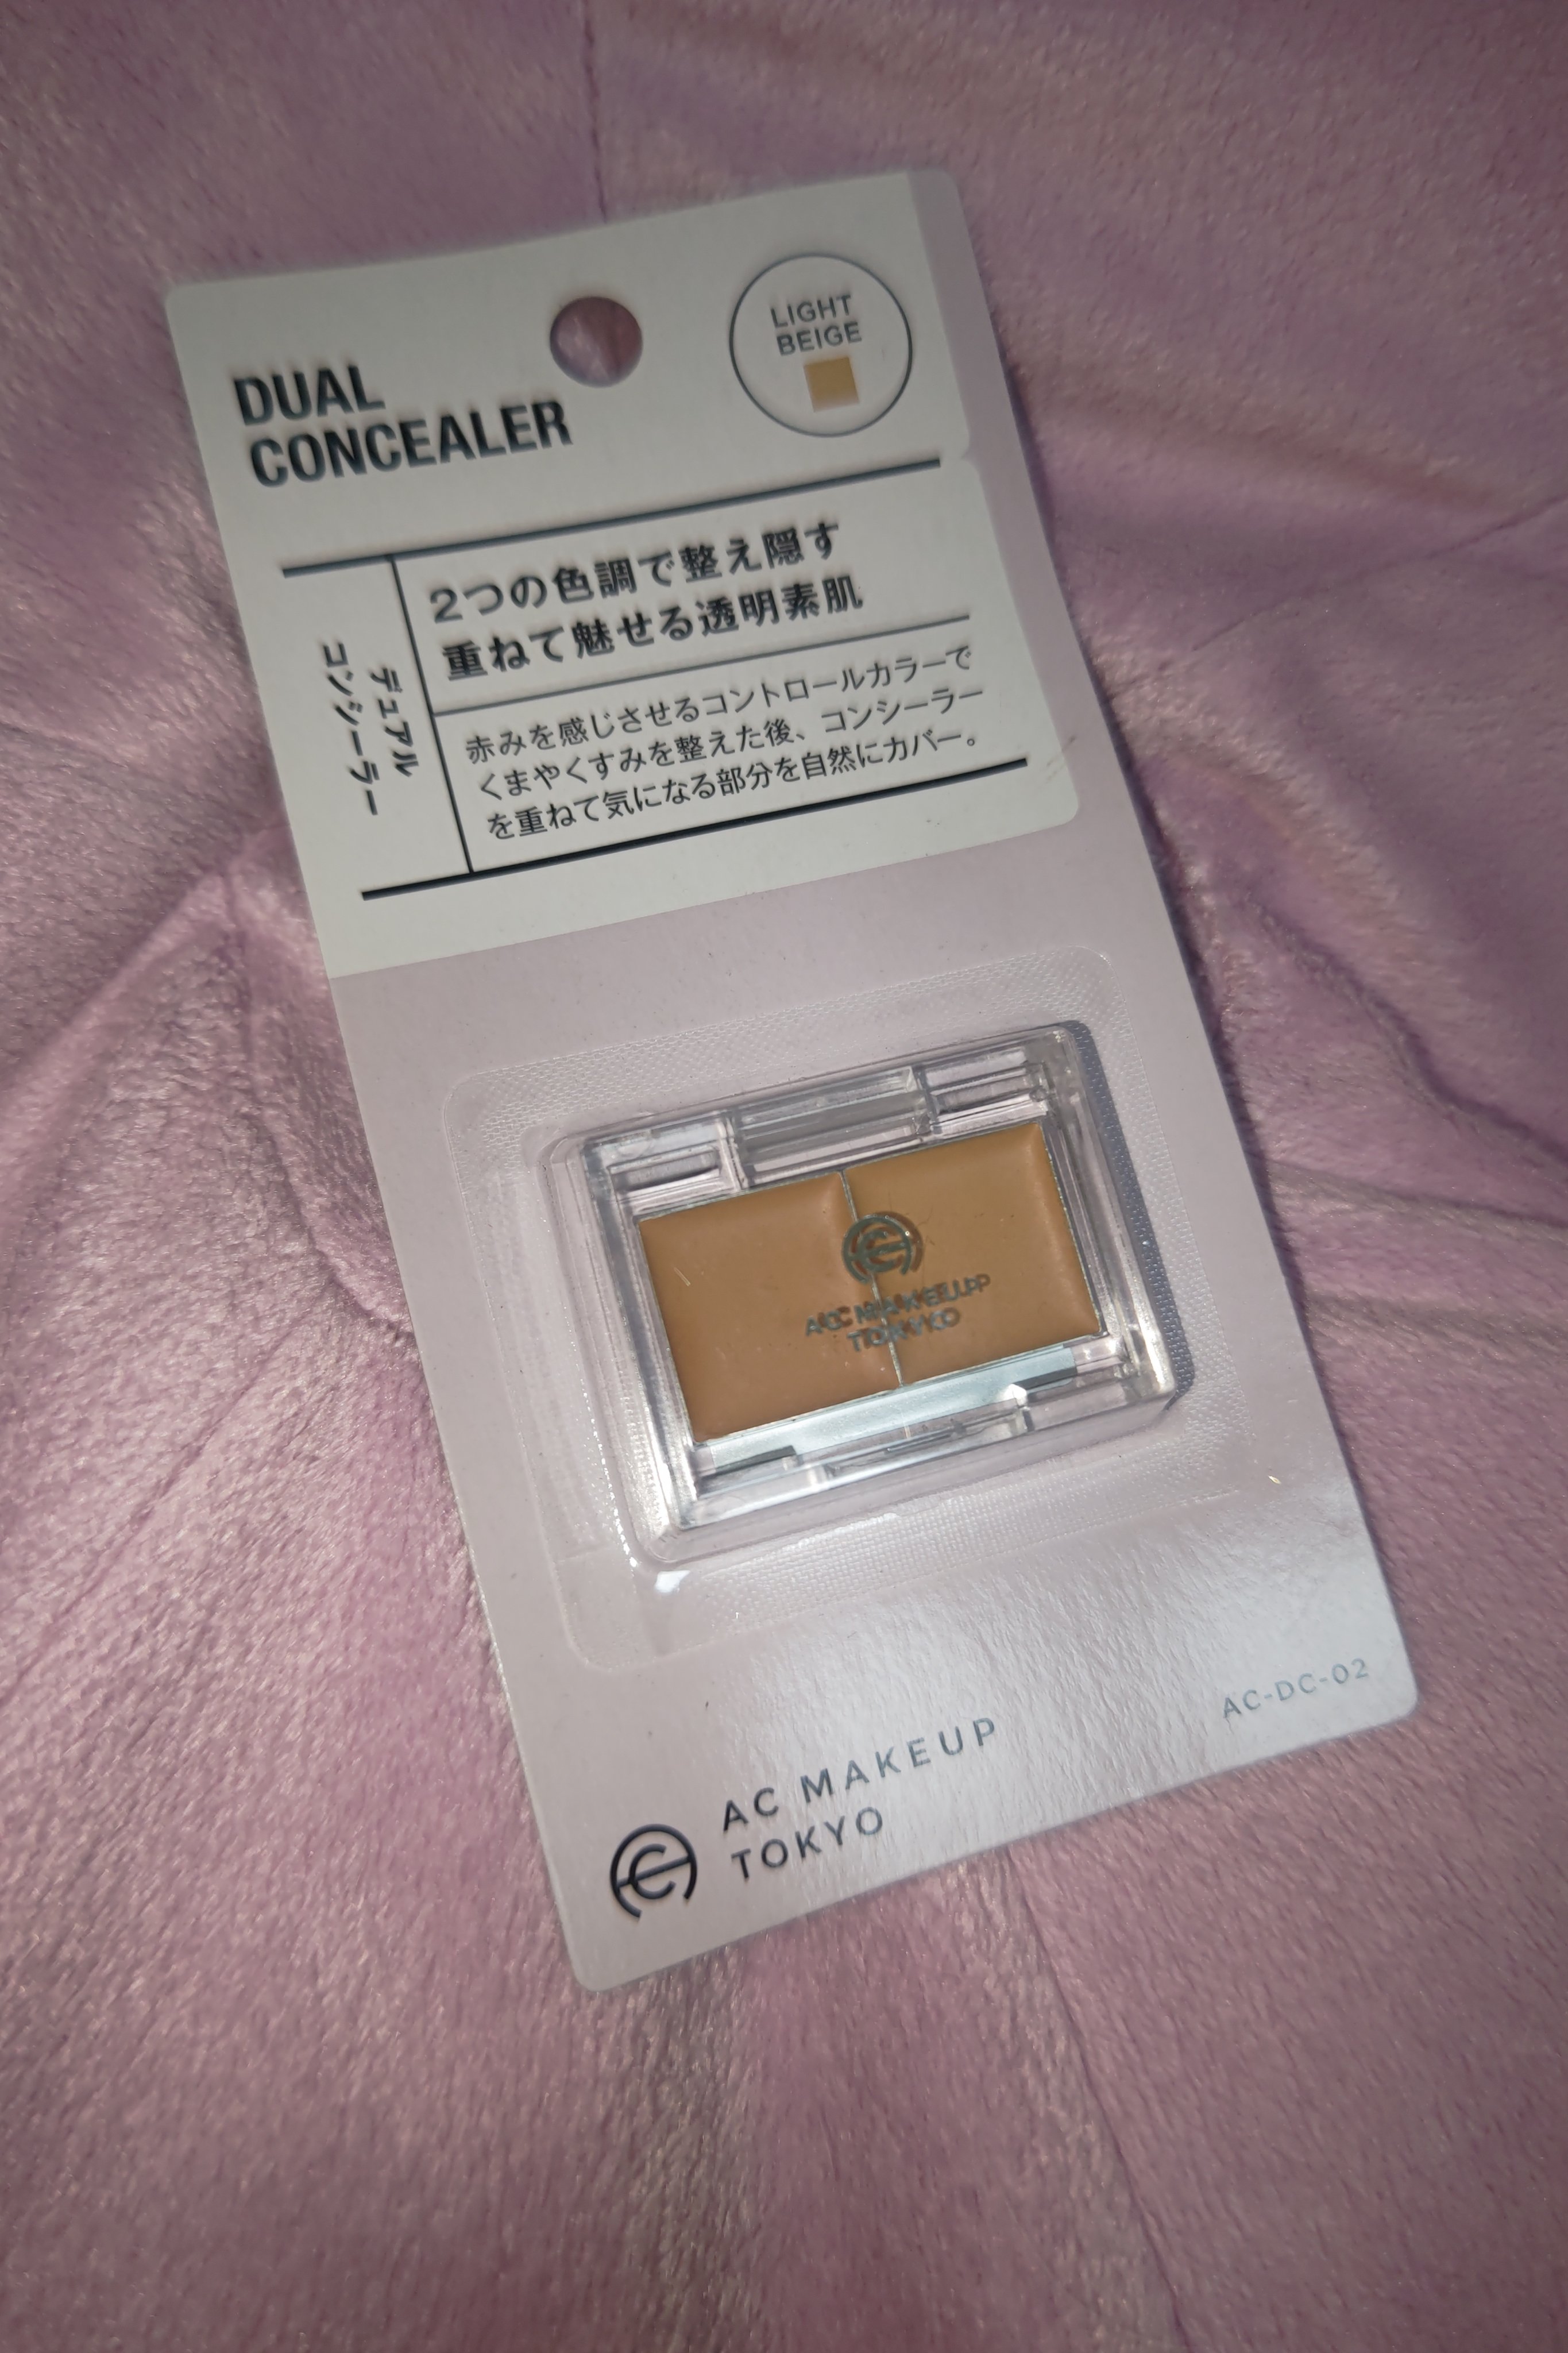 DUAL
CONCEALER
LIGHT
BEIGE
デュアル
コンシーラー
2つの色調で整え隠す
重ねて魅せる透明素肌
赤みを感じさせるコントロールカラーで
くまやくすみを整えた後、コンシーラー
を重ねて気になる部分を自然にカバー。
AC MAKEUP
TOKYO
AC-DC-02
AC MAKEUP
TOKYO